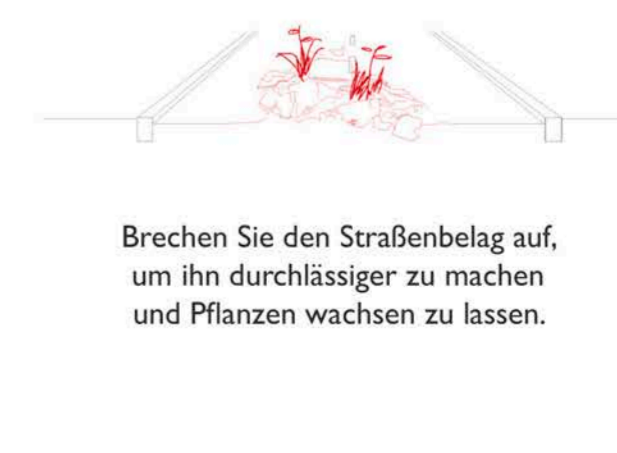 Brechen Sie den Straßenbelag auf,
um ihn durchlässiger zu machen
und Pflanzen wachsen zu lassen.